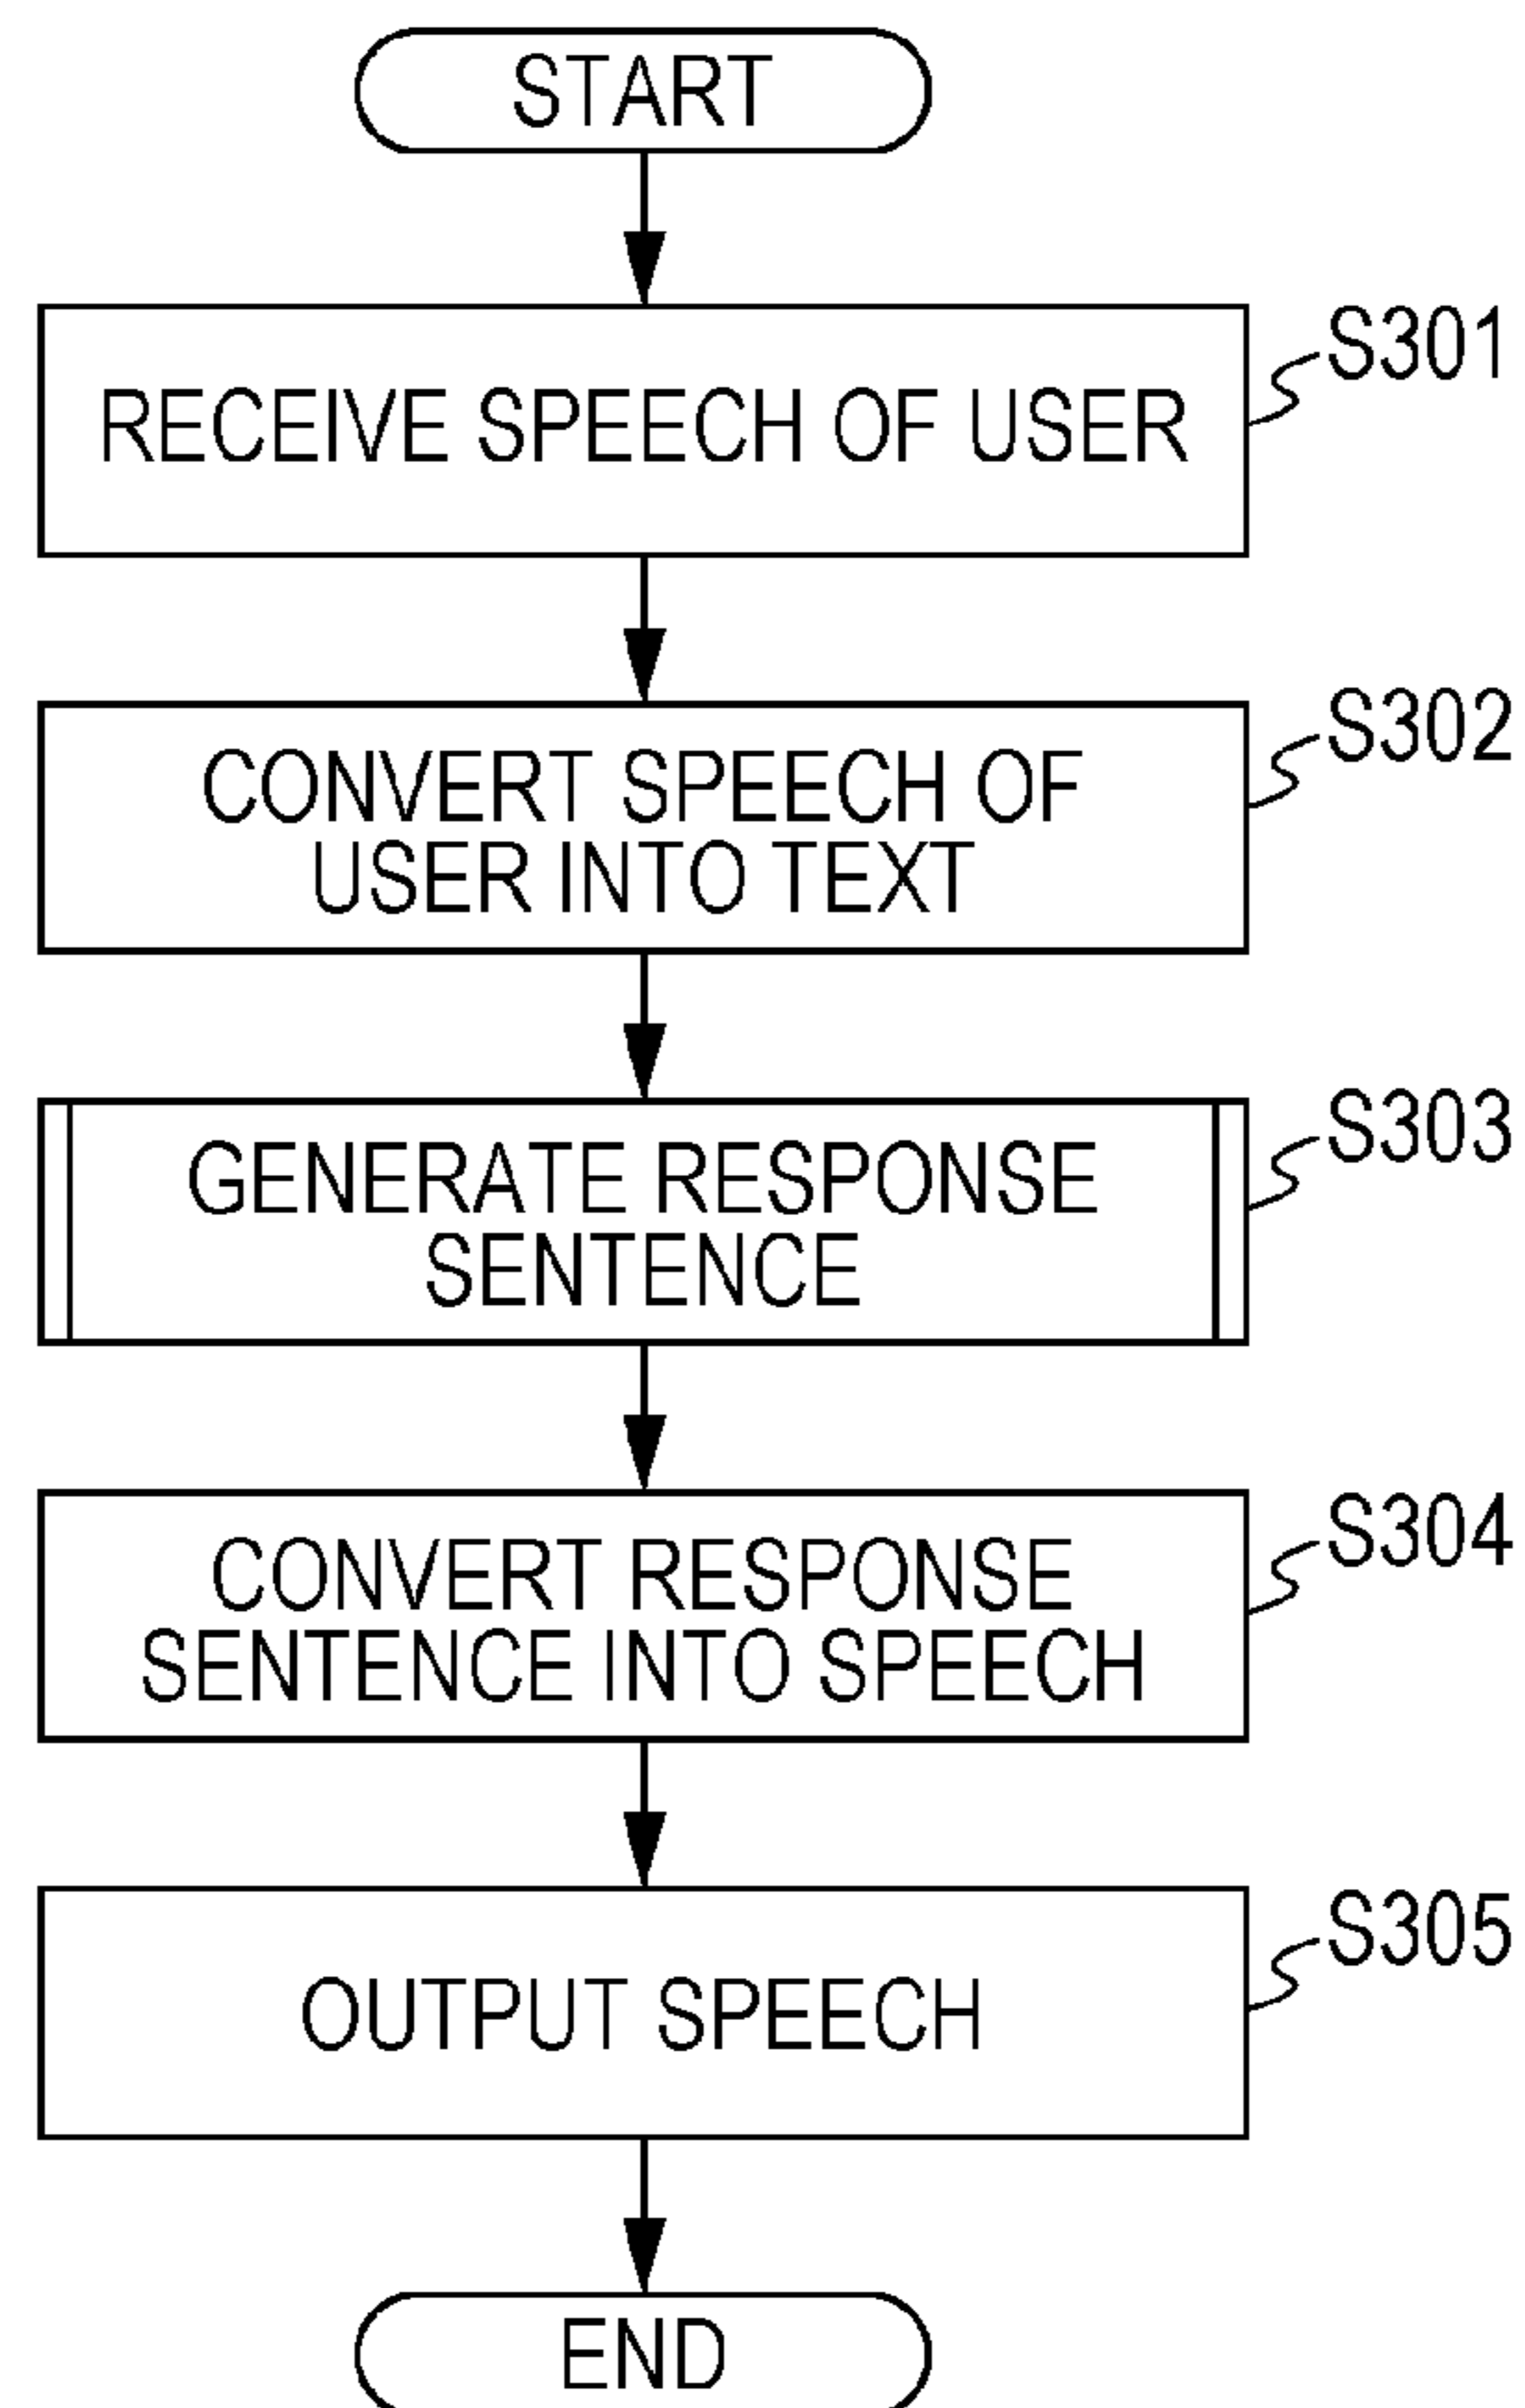 START
RECEIVE SPEECH OF USER
S301
CONVERT SPEECH OF
USER INTO TEXT
S302
GENERATE RESPONSE
SENTENCE
S303
CONVERT RESPONSE
SENTENCE INTO SPEECH
S304
OUTPUT SPEECH
S305
END